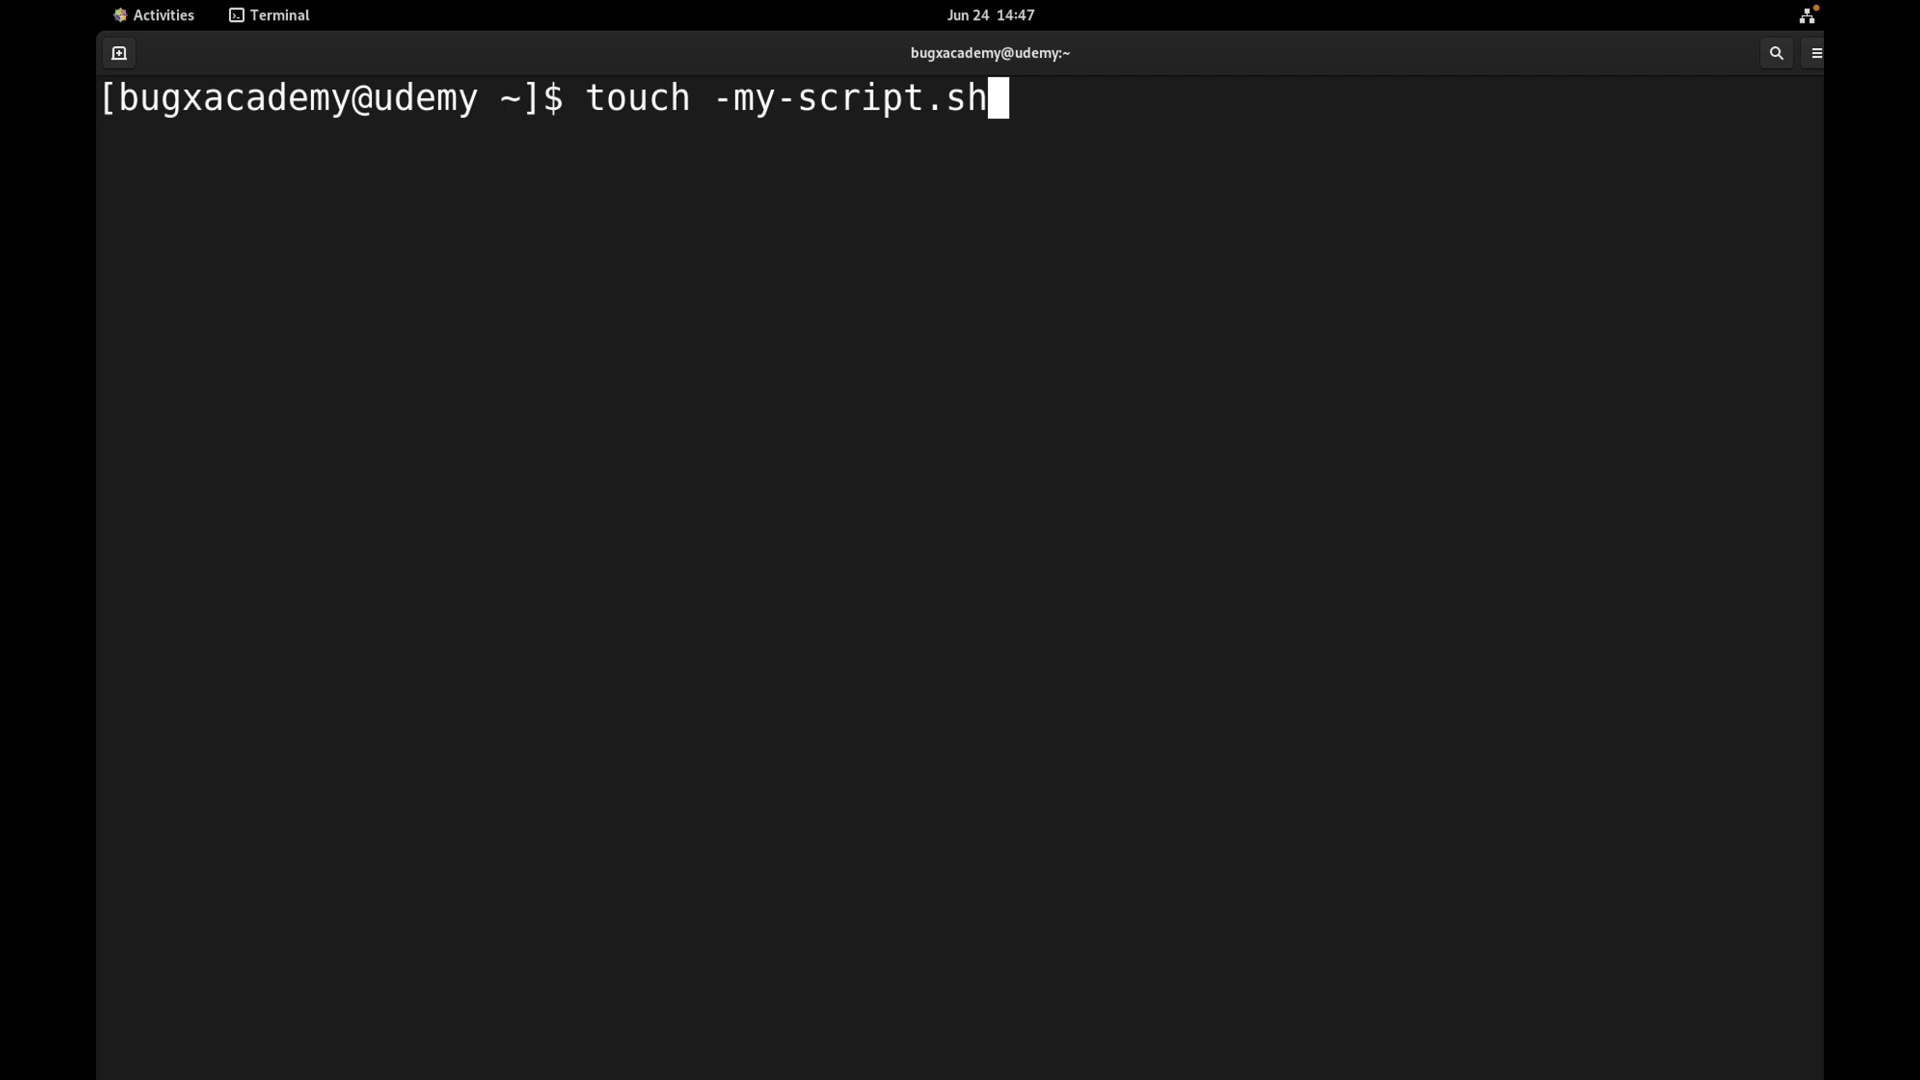 Activities Terminal Jun 24 14:47
bugxacademy@udemy:~
[bugxacademy@udemy ~]$ touch -my-script.sh